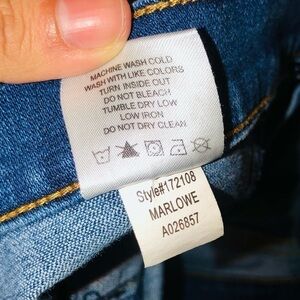 MACHINE WASH COLD
WASH WITH LIKE COLORS
TURN INSIDE OUT
DO NOT BLEACH
TUMBLE DRY LOW
LOW IRON
DO NOT DRY CLEAN
Style#172108
MARLOWE
A026857